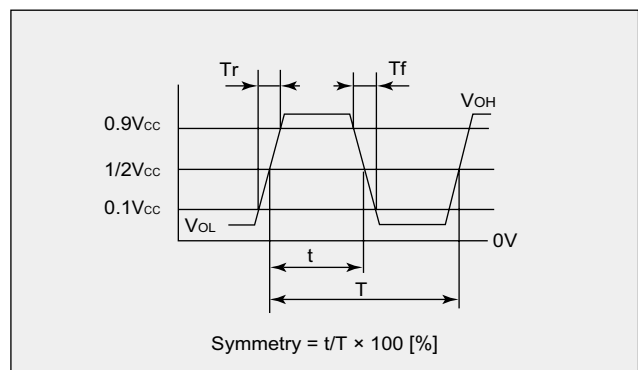 Tr
Tf
VOH
0.9Vcc
1/2Vcc
0.1Vcc
VOL
0V
t
T
Symmetry = t/T × 100 [%]